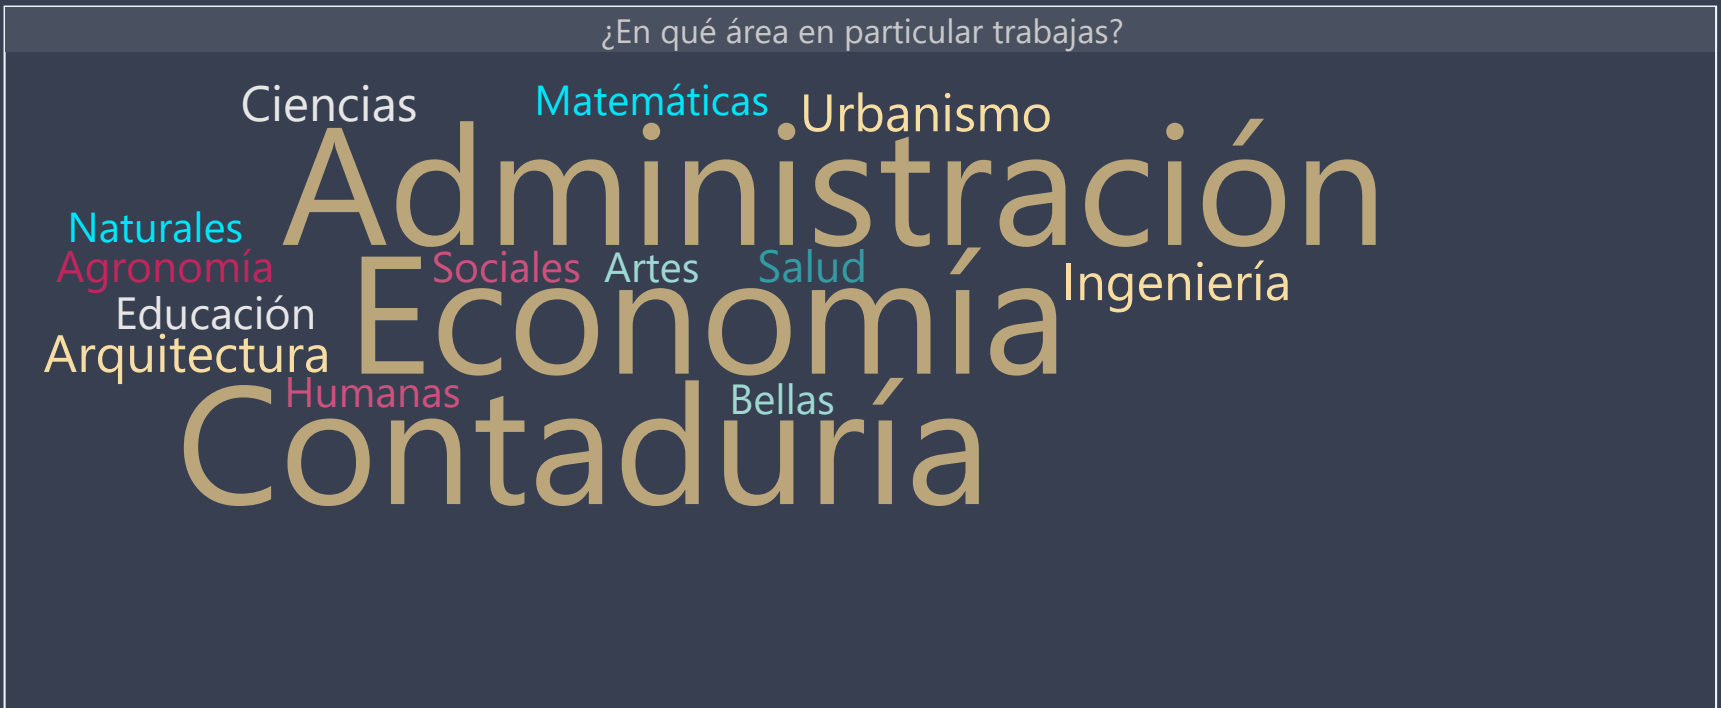 ¿En qué área en particular trabajas?
Ciencias Matemáticas Urbanismo
Administración
Naturales
Agronomía Sociales Artes Salud Ingeniería
Economía
Educación
Arquitectura
Humanas Bellas
Contaduría